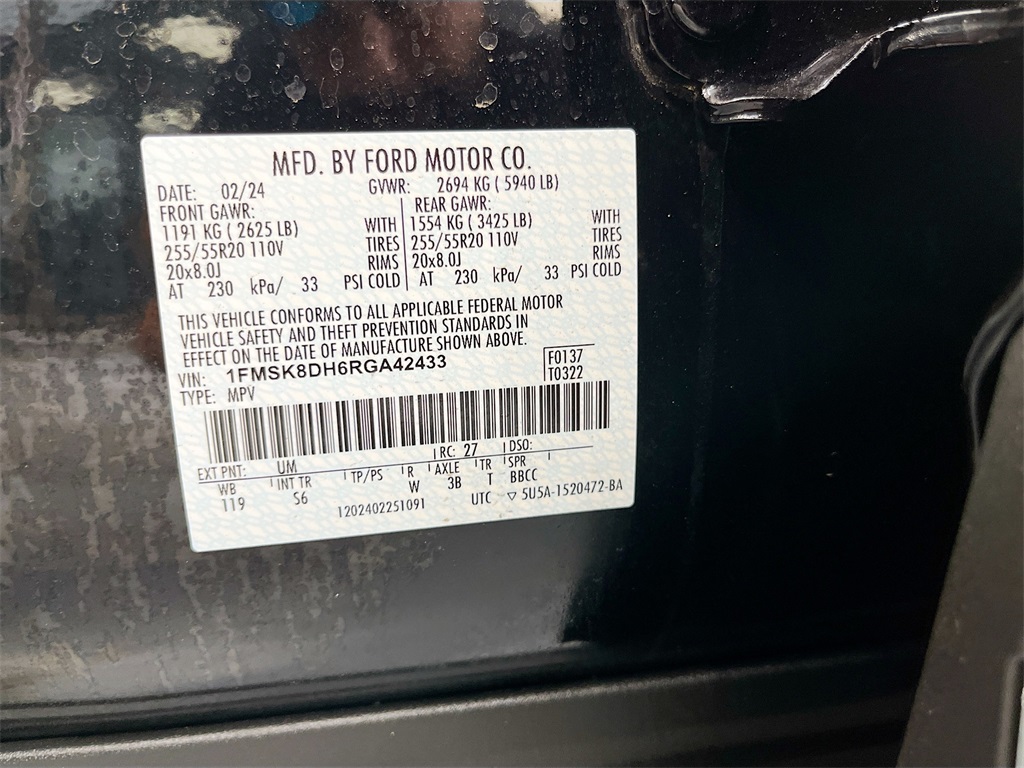 MFD. BY FORD MOTOR CO.
DATE: 02/24 GVWR: 2694 KG ( 5940 LB)
FRONT GAWR: REAR GAWR:
1191 KG ( 2625 LB) WITH 1554 KG ( 3425 LB) WITH
255/55R20 110V TIRES 255/55R20 110V TIRES
20x8.0J RIMS 20x8.0J RIMS
AT 230 kPa/ 33 PSI COLD AT 230 kPa/ 33 PSI COLD
THIS VEHICLE CONFORMS TO ALL APPLICABLE FEDERAL MOTOR
VEHICLE SAFETY AND THEFT PREVENTION STANDARDS IN
EFFECT ON THE DATE OF MANUFACTURE SHOWN ABOVE.
VIN: 1FMSK8DH6RGA42433 F0137
TYPE: MPV T0322
EXT PNT: UM RC: 27 DSO:
WB INT TR TP/PS R AXLE TR SPR
119 S6 W 3B T BBCC
1202402251091 UTC ▽ 5U5A-1520472-BA